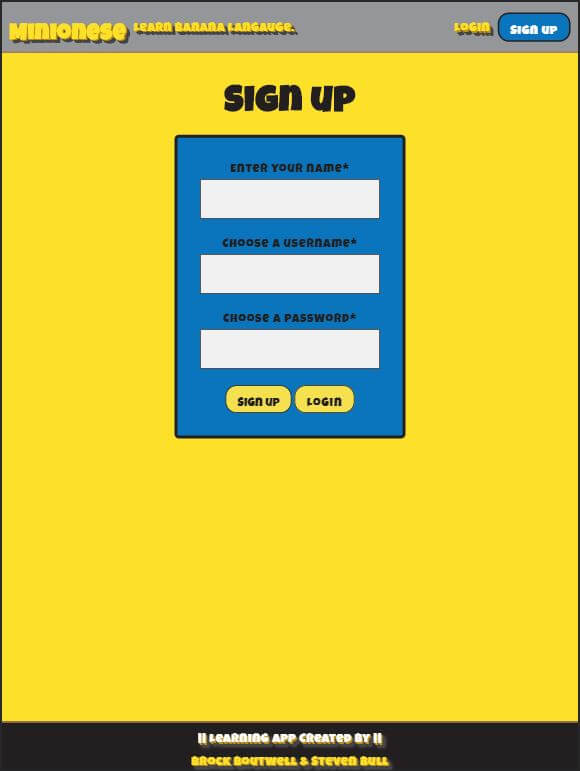 Minionese Learn Banana Langauge. Login Sign up
Sign up
Enter your name*
Choose a username*
Choose a password*
Sign up Login
|| Learning app created by ||
Brock Boutwell & Steven Bull